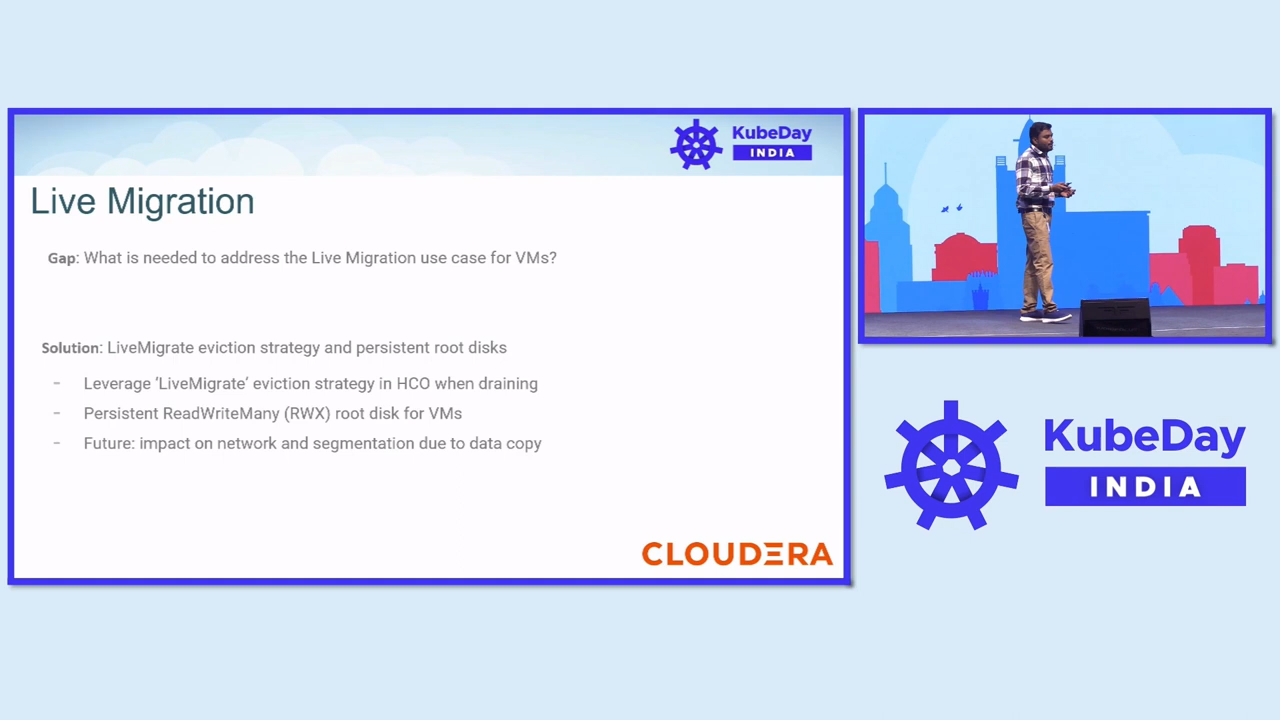 KubeDay
INDIA
Live Migration
Gap: What is needed to address the Live Migration use case for VMs?
Solution: LiveMigrate eviction strategy and persistent root disks
- Leverage ‘LiveMigrate’ eviction strategy in HCO when draining
- Persistent ReadWriteMany (RWX) root disk for VMs
- Future: impact on network and segmentation due to data copy
CLOUDERA
KubeDay
INDIA